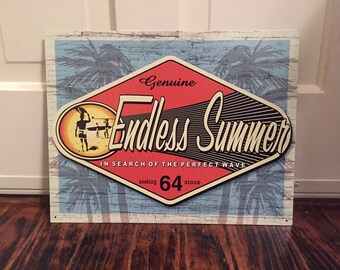 Genuine
Endless Summer
IN SEARCH OF THE PERFECT WAVE
seeking 64 since